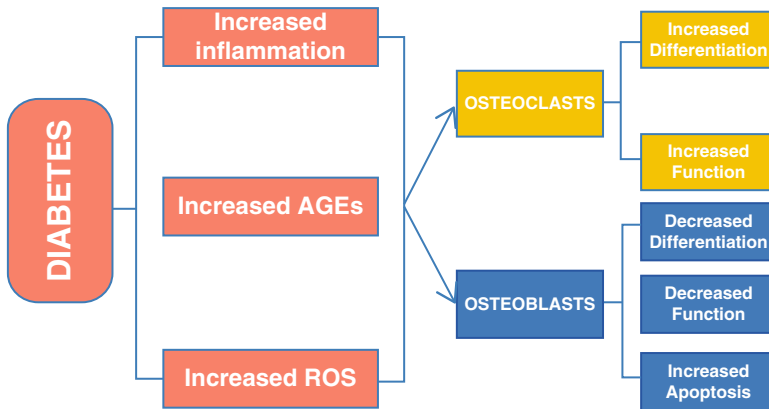 DIABETES
Increased
inflammation
Increased AGEs
Increased ROS
OSTEOCLASTS
Increased
Differentiation
Increased
Function
OSTEOBLASTS
Decreased
Differentiation
Decreased
Function
Increased
Apoptosis